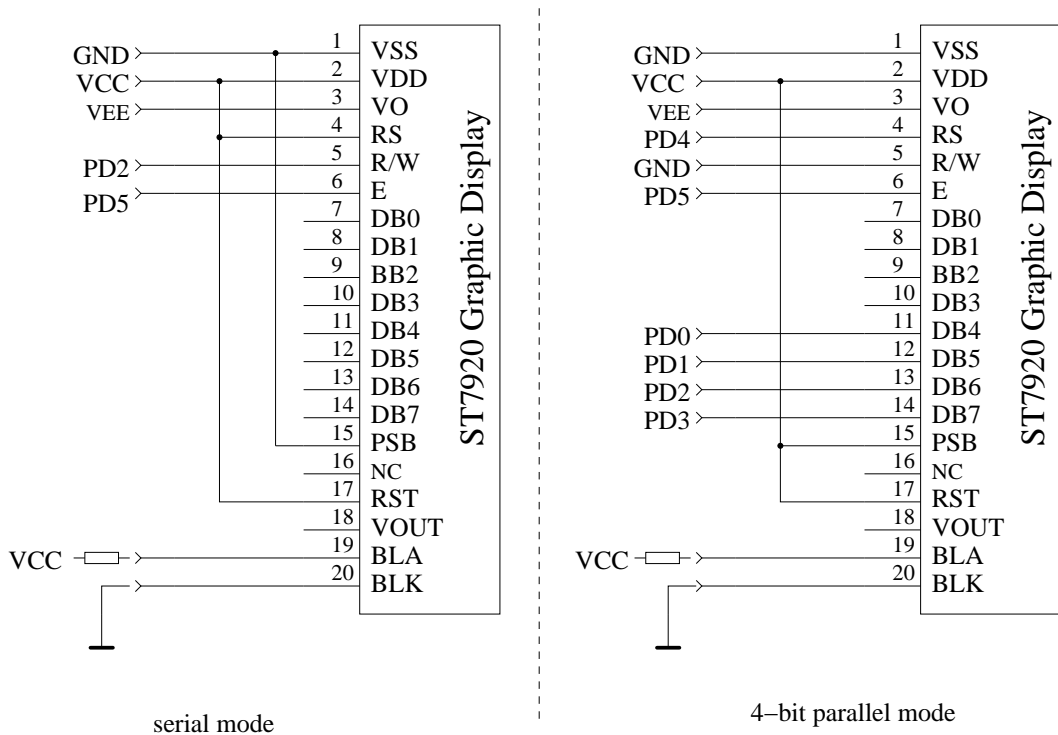 GND 1 VSS
VCC 2 VDD
VEE 3 VO
4 RS
PD2 5 R/W
PD5 6 E
7 DB0
8 DB1
9 BB2
10 DB3
11 DB4
12 DB5
13 DB6
14 DB7
15 PSB
16 NC
17 RST
18 VOUT
VCC 19 BLA
20 BLK
ST7920 Graphic Display
serial mode
GND 1 VSS
VCC 2 VDD
VEE 3 VO
PD4 4 RS
GND 5 R/W
PD5 6 E
7 DB0
8 DB1
9 BB2
10 DB3
PD0 11 DB4
PD1 12 DB5
PD2 13 DB6
PD3 14 DB7
15 PSB
16 NC
17 RST
18 VOUT
VCC 19 BLA
20 BLK
ST7920 Graphic Display
4−bit parallel mode